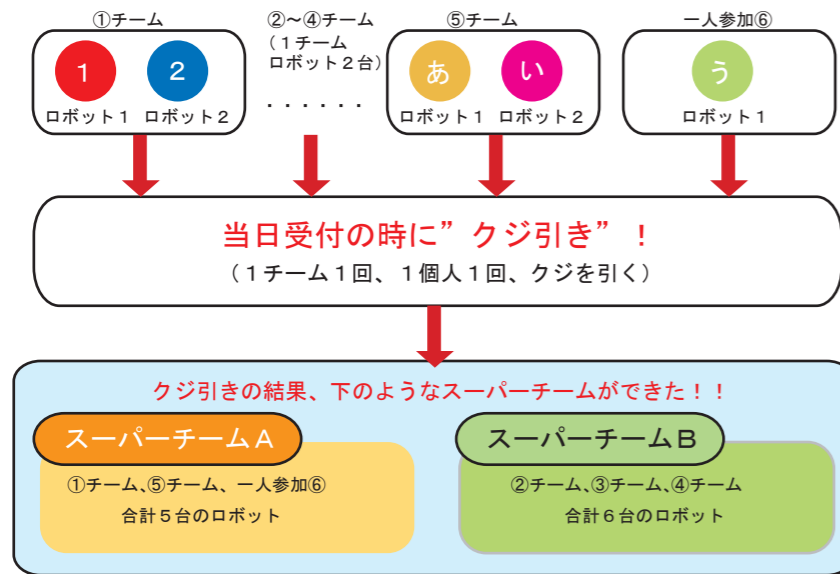 ①チーム
1
2
ロボット1 ロボット2
②～④チーム
(1チーム
ロボット2台)
・・・・・・
⑤チーム
あ
い
ロボット1 ロボット2
一人参加⑥
う
ロボット1
当日受付の時に”クジ引き”！
(1チーム1回、1個人1回、クジを引く)
クジ引きの結果、下のようなスーパーチームができた！！
スーパーチームA
①チーム、⑤チーム、一人参加⑥
合計5台のロボット
スーパーチームB
②チーム、③チーム、④チーム
合計6台のロボット